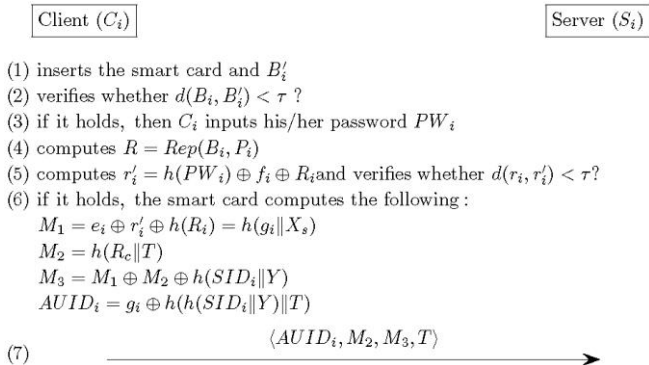 Client (C_i) Server (S_i)
(1) inserts the smart card and B'_i
(2) verifies whether d(B_i, B'_i) < τ ?
(3) if it holds, then C_i inputs his/her password PW_i
(4) computes R = Rep(B_i, P_i)
(5) computes r'_i = h(PW_i) ⊕ f_i ⊕ R_i and verifies whether d(r_i, r'_i) < τ?
(6) if it holds, the smart card computes the following :
M_1 = e_i ⊕ r'_i ⊕ h(R_i) = h(g_i‖X_s)
M_2 = h(R_c‖T)
M_3 = M_1 ⊕ M_2 ⊕ h(SID_i‖Y)
AUID_i = g_i ⊕ h(h(SID_i‖Y)‖T)
⟨AUID_i, M_2, M_3, T⟩
(7)